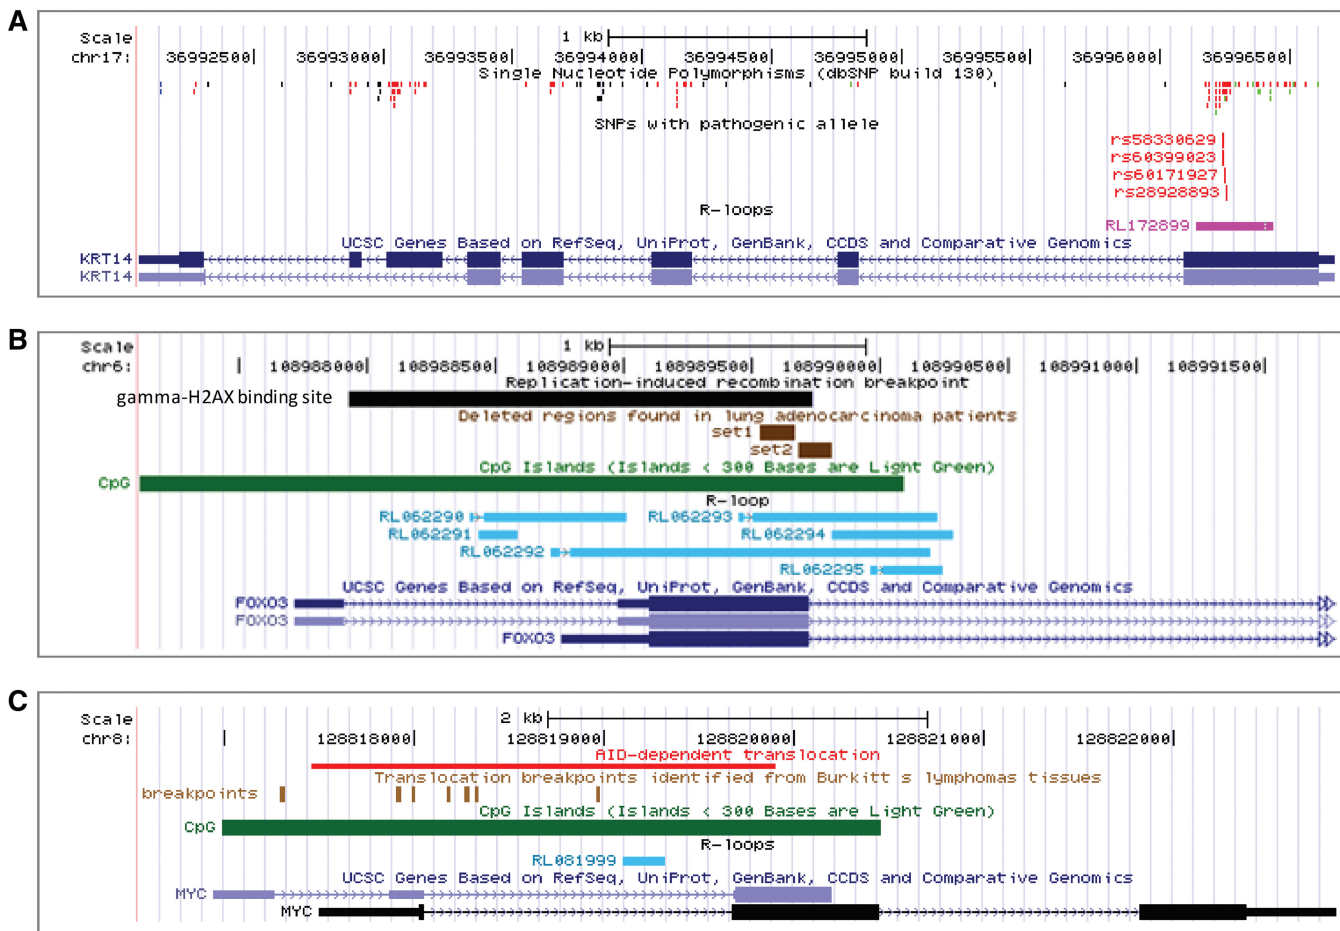 A
Scale 1 kb
chr17: 36992500| 36993000| 36993500| 36994000| 36994500| 36995000| 36995500| 36996000| 36996500|
Single Nucleotide Polymorphisms (dbSNP build 130)
SNPs with pathogenic allele
rs58330629
rs60399023
rs60171927
rs28928893
R-loops
RL172899
UCSC Genes Based on RefSeq, UniProt, GenBank, CCDS and Comparative Genomics
KRT14
KRT14
B
Scale 1 kb
chr6: | 108988000| 108988500| 108989000| 108989500| 108990000| 108990500| 108991000| 108991500|
Replication-induced recombination breakpoint
gamma-H2AX binding site
Deleted regions found in lung adenocarcinoma patients
set1
set2
CpG Islands (Islands < 300 Bases are Light Green)
CpG
R-loop
RL062290 RL062293
RL062291 RL062294
RL062292
RL062295
UCSC Genes Based on RefSeq, UniProt, GenBank, CCDS and Comparative Genomics
FOXO3
FOXO3
FOXO3
C
Scale 2 kb
chr8: | 128818000| 128819000| 128820000| 128821000| 128822000|
AID-dependent translocation
Translocation breakpoints identified from Burkitt s lymphomas tissues
breakpoints
CpG Islands (Islands < 300 Bases are Light Green)
CpG
R-loops
RL081999
UCSC Genes Based on RefSeq, UniProt, GenBank, CCDS and Comparative Genomics
MYC
MYC